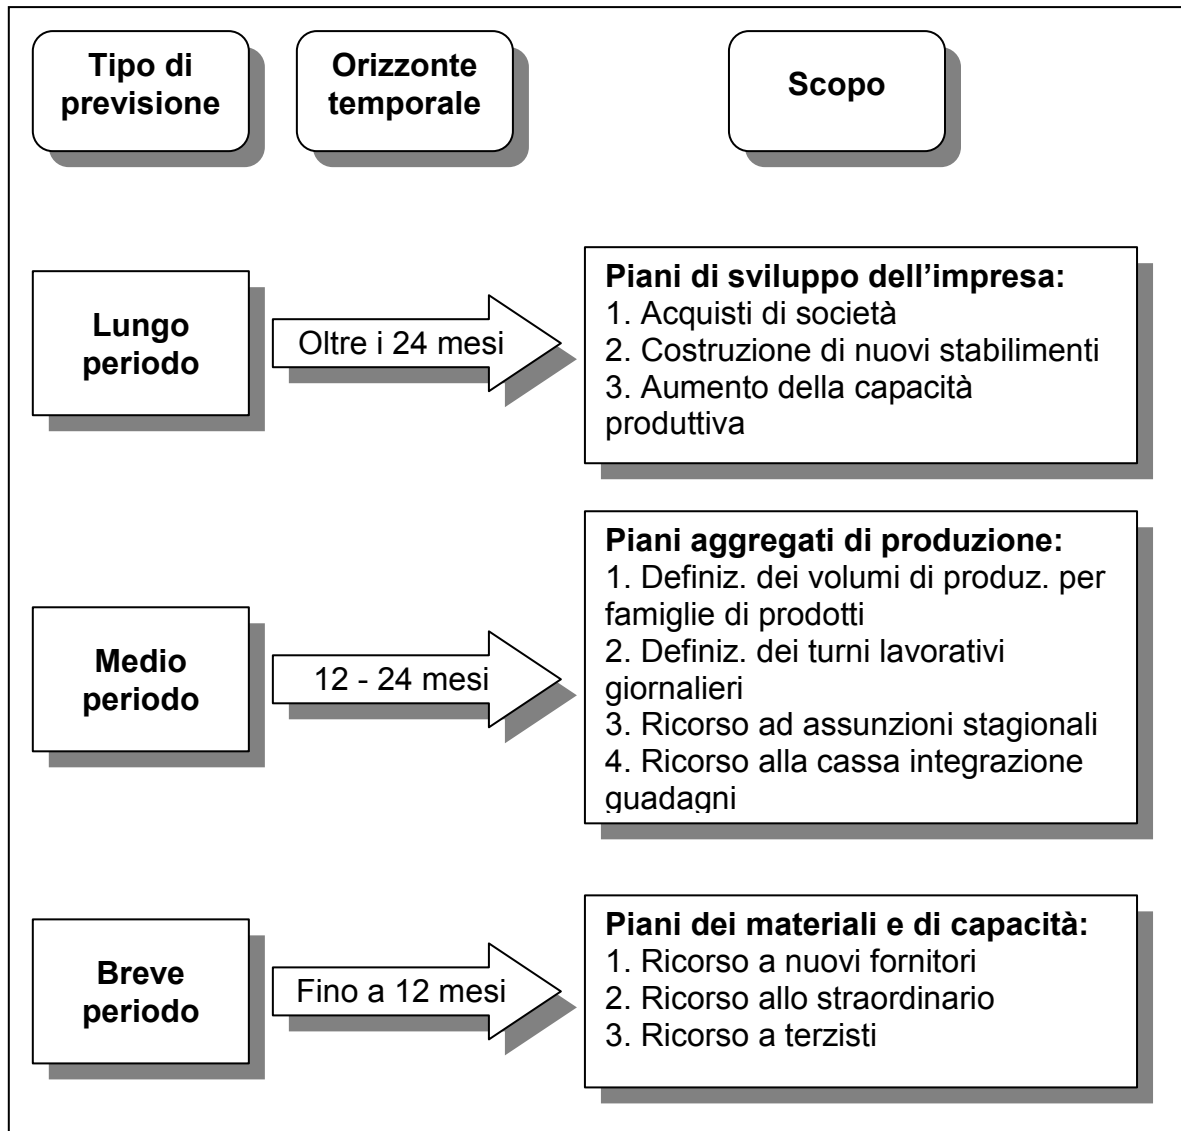 Tipo di
previsione
Orizzonte
temporale
Scopo
Lungo
periodo
Oltre i 24 mesi
Piani di sviluppo dell’impresa:
1. Acquisti di società
2. Costruzione di nuovi stabilimenti
3. Aumento della capacità
produttiva
Medio
periodo
12 - 24 mesi
Piani aggregati di produzione:
1. Definiz. dei volumi di produz. per
famiglie di prodotti
2. Definiz. dei turni lavorativi
giornalieri
3. Ricorso ad assunzioni stagionali
4. Ricorso alla cassa integrazione
guadagni
Breve
periodo
Fino a 12 mesi
Piani dei materiali e di capacità:
1. Ricorso a nuovi fornitori
2. Ricorso allo straordinario
3. Ricorso a terzisti